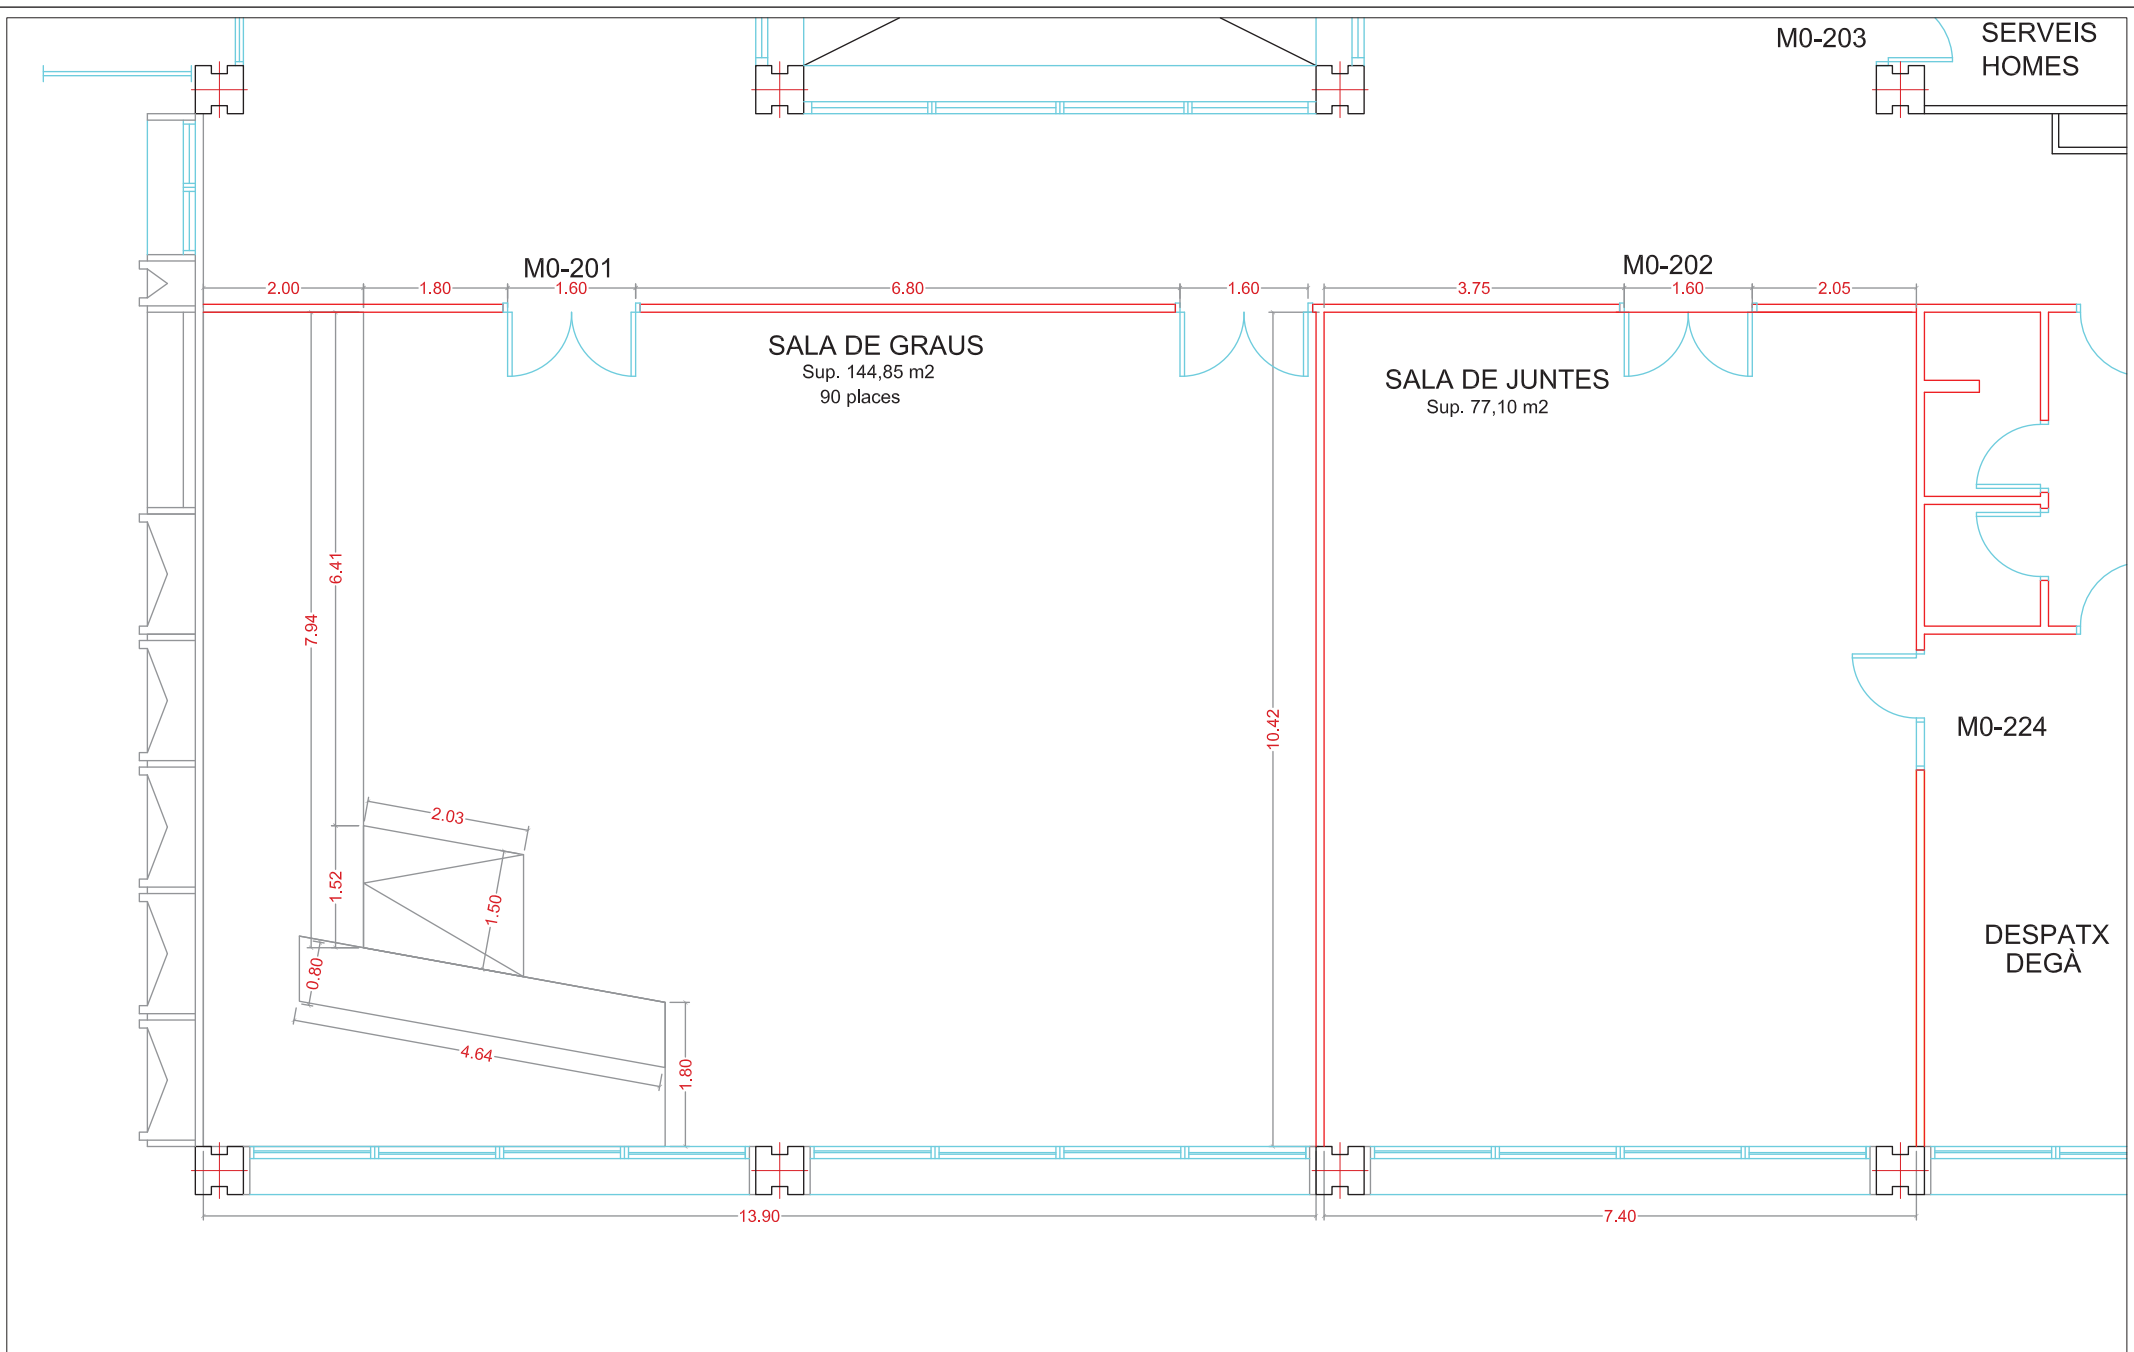 M0-203
SERVEIS
HOMES
M0-201
M0-202
2.00
1.80
1.60
6.80
1.60
3.75
1.60
2.05
SALA DE GRAUS
Sup. 144,85 m2
90 places
SALA DE JUNTES
Sup. 77,10 m2
6.41
7.94
10.42
M0-224
2.03
1.52
1.50
0.80
DESPATX
DEGÀ
4.64
1.80
13.90
7.40